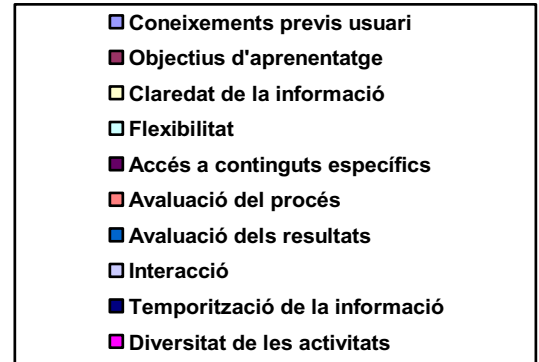 Coneixements previs usuari
Objectius d'aprenentatge
Claredat de la informació
Flexibilitat
Accés a continguts específics
Avaluació del procés
Avaluació dels resultats
Interacció
Temporització de la informació
Diversitat de les activitats